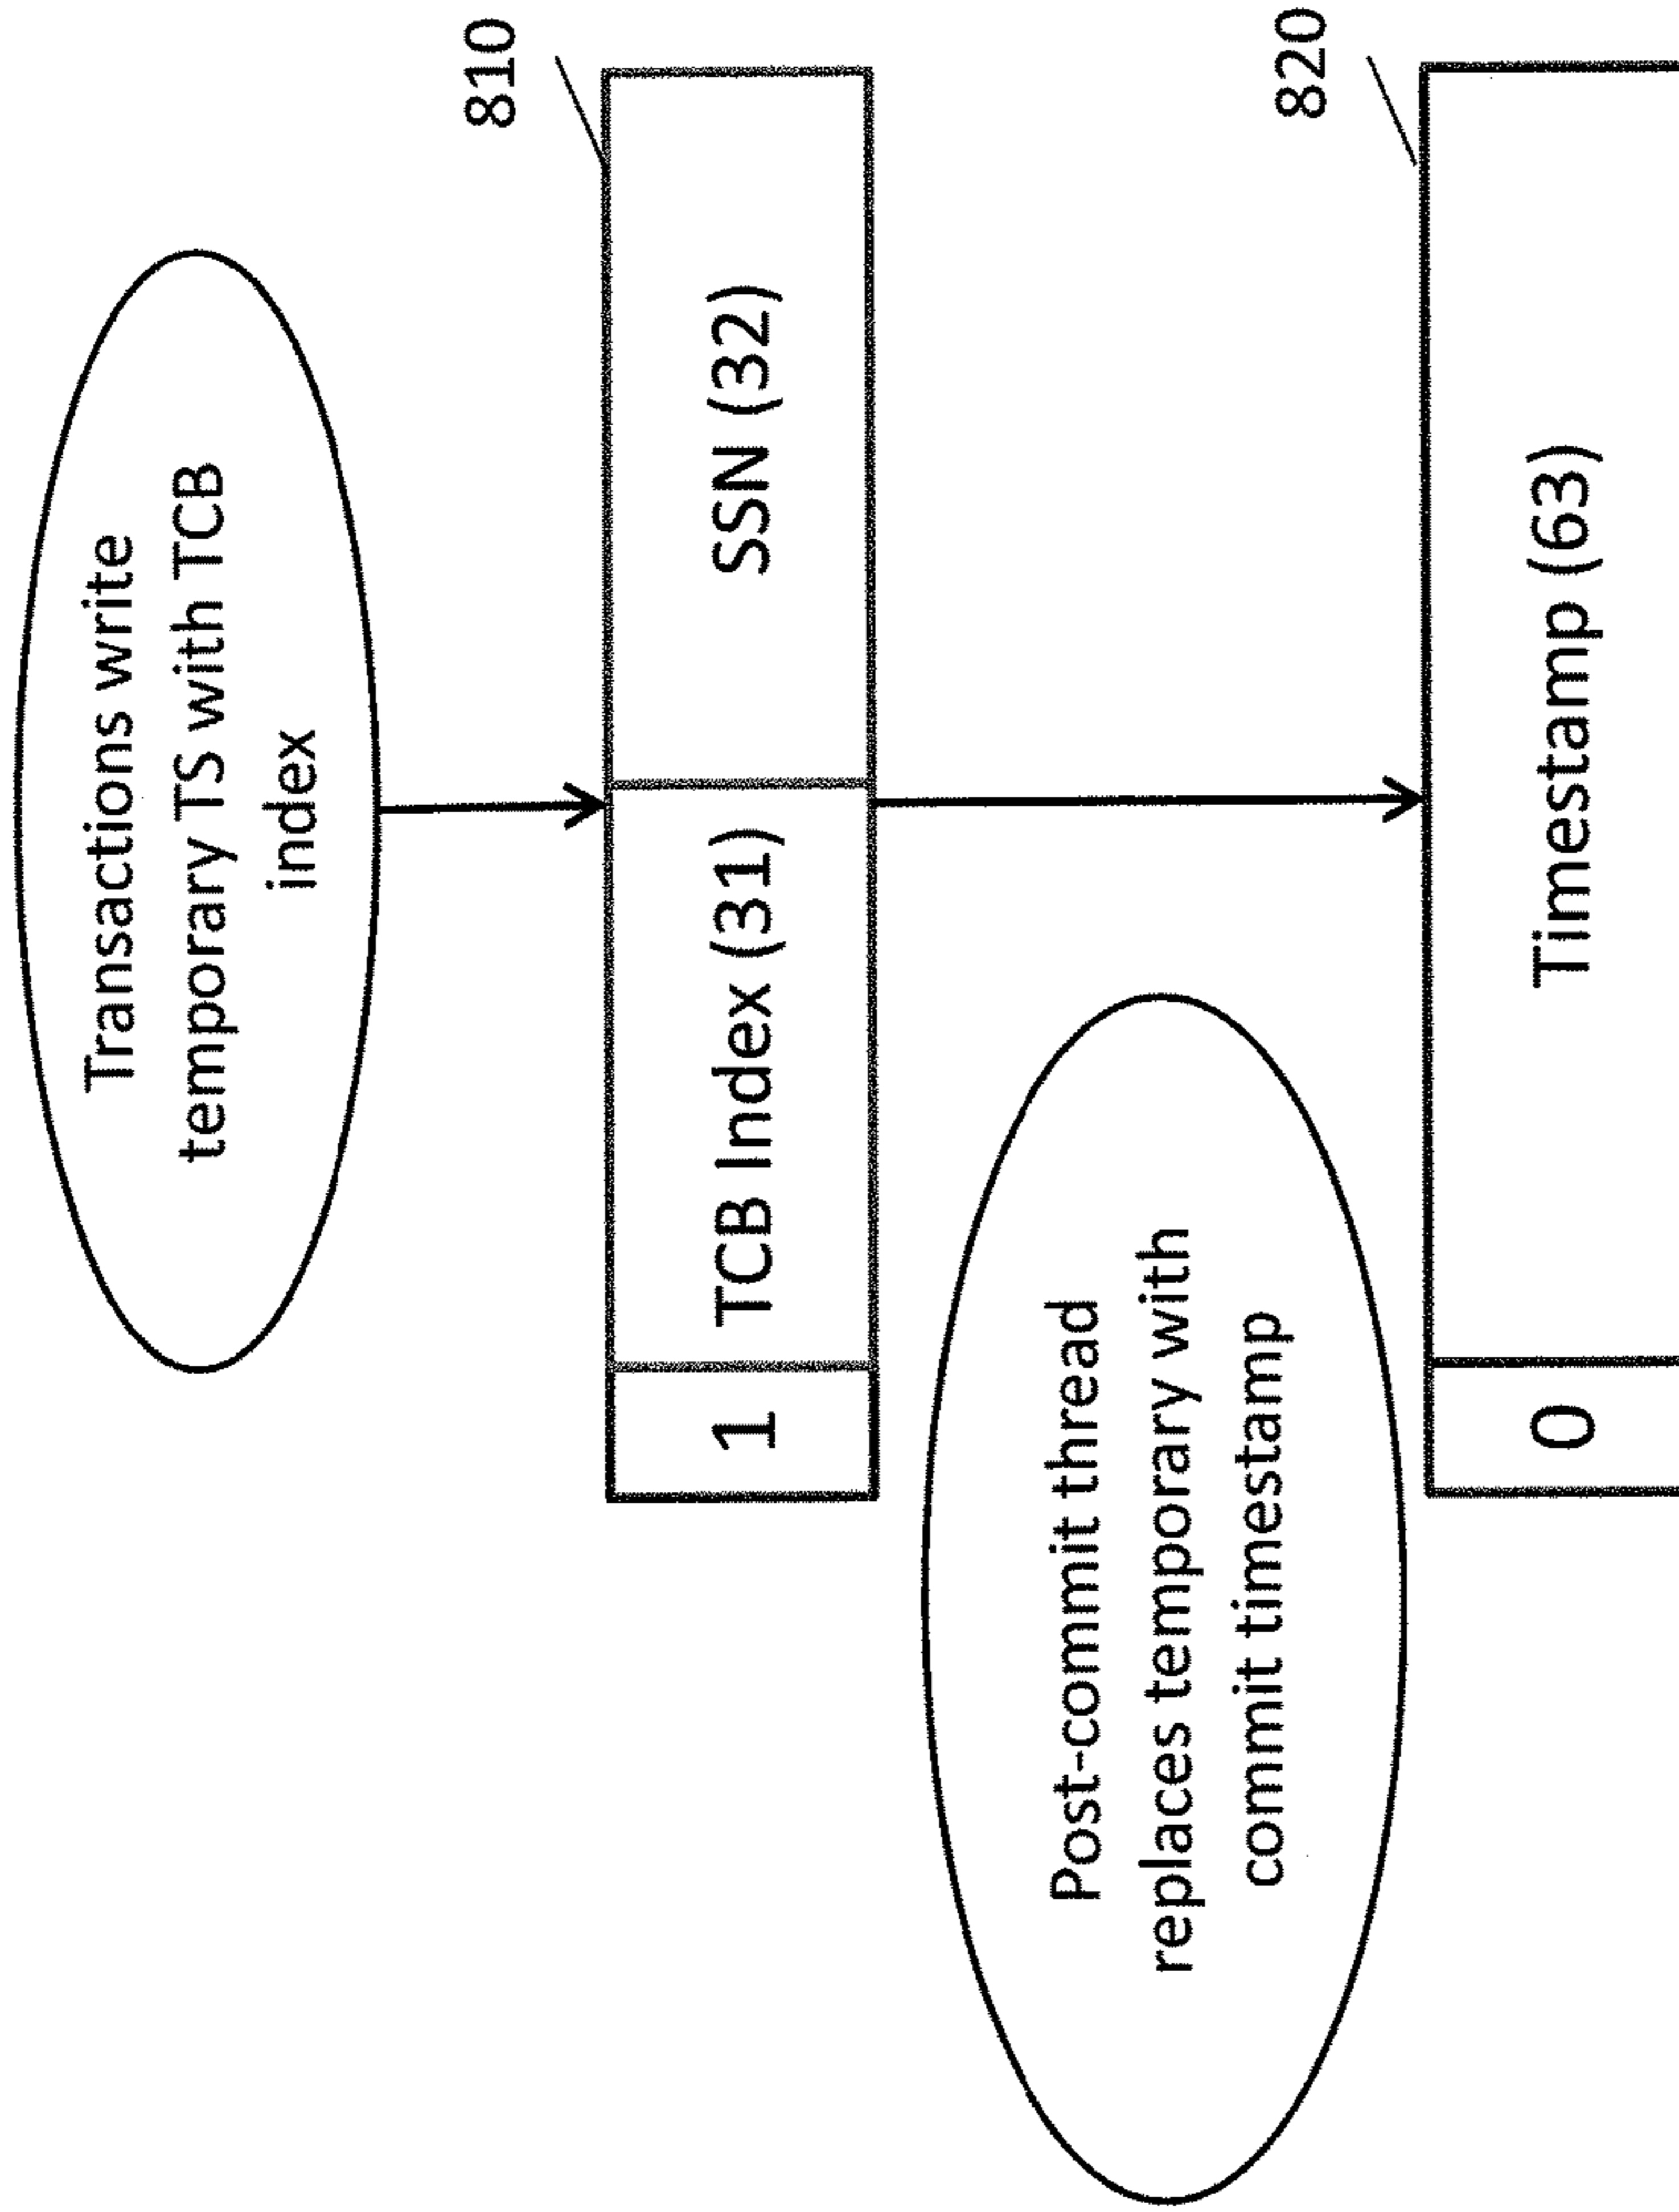 Transactions write
temporary TS with TCB
index
810
1
TCB Index (31)
SSN (32)
Post-commit thread
replaces temporary with
commit timestamp
820
0
Timestamp (63)